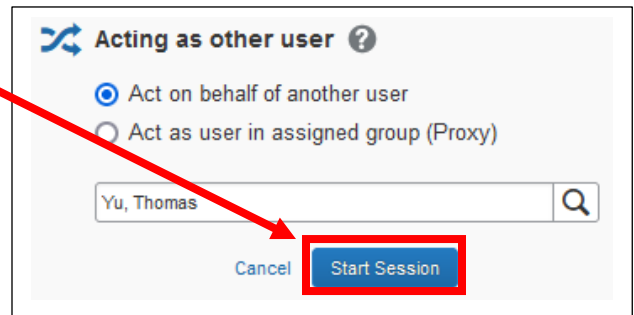 Acting as other user ?
Act on behalf of another user
Act as user in assigned group (Proxy)
Yu, Thomas
Cancel Start Session